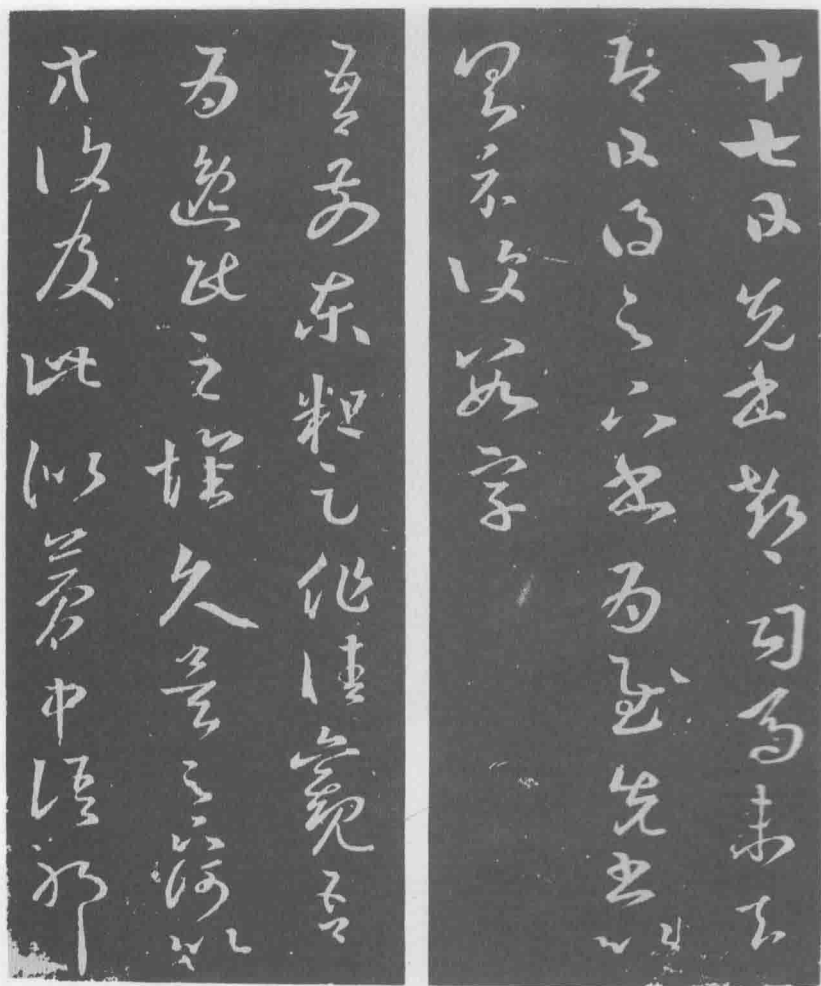 十七日先書郗司馬未去
即日得足下書為慰先書以
具示復數字
吾前東粗足作佳觀吾
為逸民之懷久矣足下何以
方復及此似夢中語耶